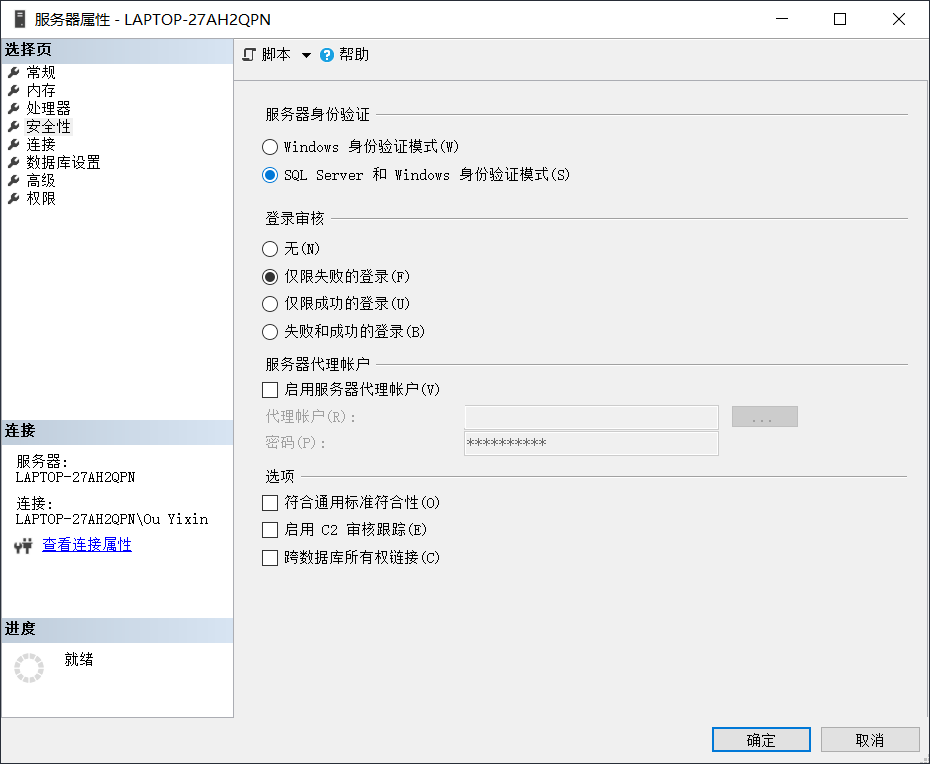 服务器属性 - LAPTOP-27AH2QPN
选择页
常规
内存
处理器
安全性
连接
数据库设置
高级
权限
连接
服务器:
LAPTOP-27AH2QPN
连接:
LAPTOP-27AH2QPN\Ou Yixin
查看连接属性
进度
就绪
脚本 帮助
服务器身份验证
Windows 身份验证模式(W)
SQL Server 和 Windows 身份验证模式(S)
登录审核
无(N)
仅限失败的登录(F)
仅限成功的登录(U)
失败和成功的登录(B)
服务器代理帐户
启用服务器代理帐户(V)
代理帐户(R): ...
密码(P): **********
选项
符合通用标准符合性(O)
启用 C2 审核跟踪(E)
跨数据库所有权链接(C)
确定 取消